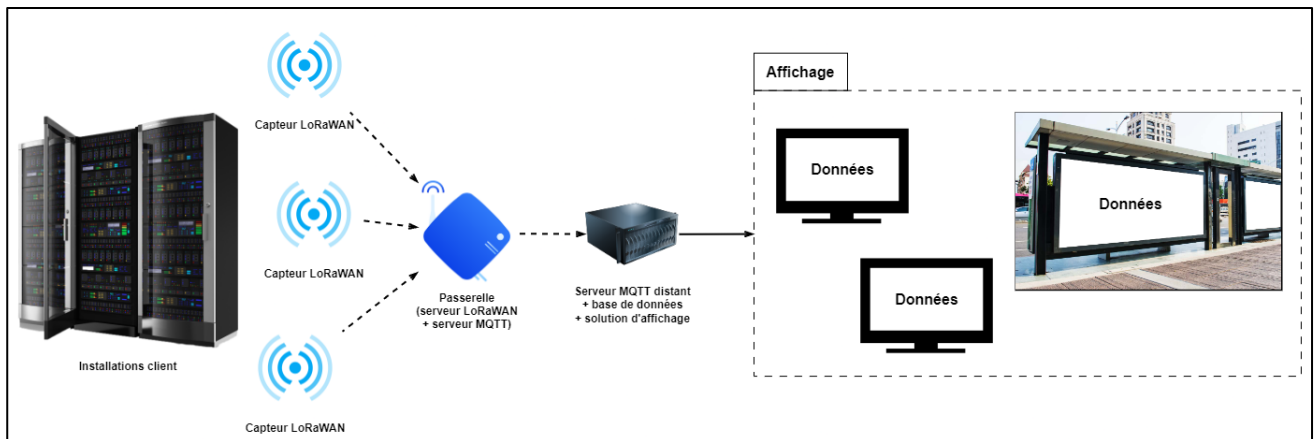 Installations client
Capteur LoRaWAN
Capteur LoRaWAN
Capteur LoRaWAN
Passerelle
(serveur LoRaWAN
+ serveur MQTT)
Serveur MQTT distant
+ base de données
+ solution d'affichage
Affichage
Données
Données
Données